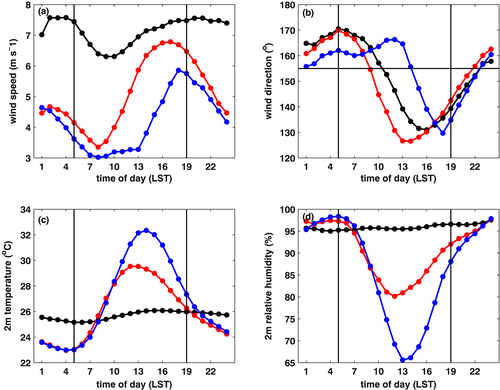 (a)
wind speed (m s⁻¹)
8
7
6
5
4
3
1 4 7 10 13 16 19 22
time of day (LST)
(b)
wind direction (°)
180
170
160
150
140
130
120
1 4 7 10 13 16 19 22
time of day (LST)
(c)
2m temperature (°C)
34
32
30
28
26
24
22
1 4 7 10 13 16 19 22
time of day (LST)
(d)
2m relative humidity (%)
100
95
90
85
80
75
70
65
1 4 7 10 13 16 19 22
time of day (LST)